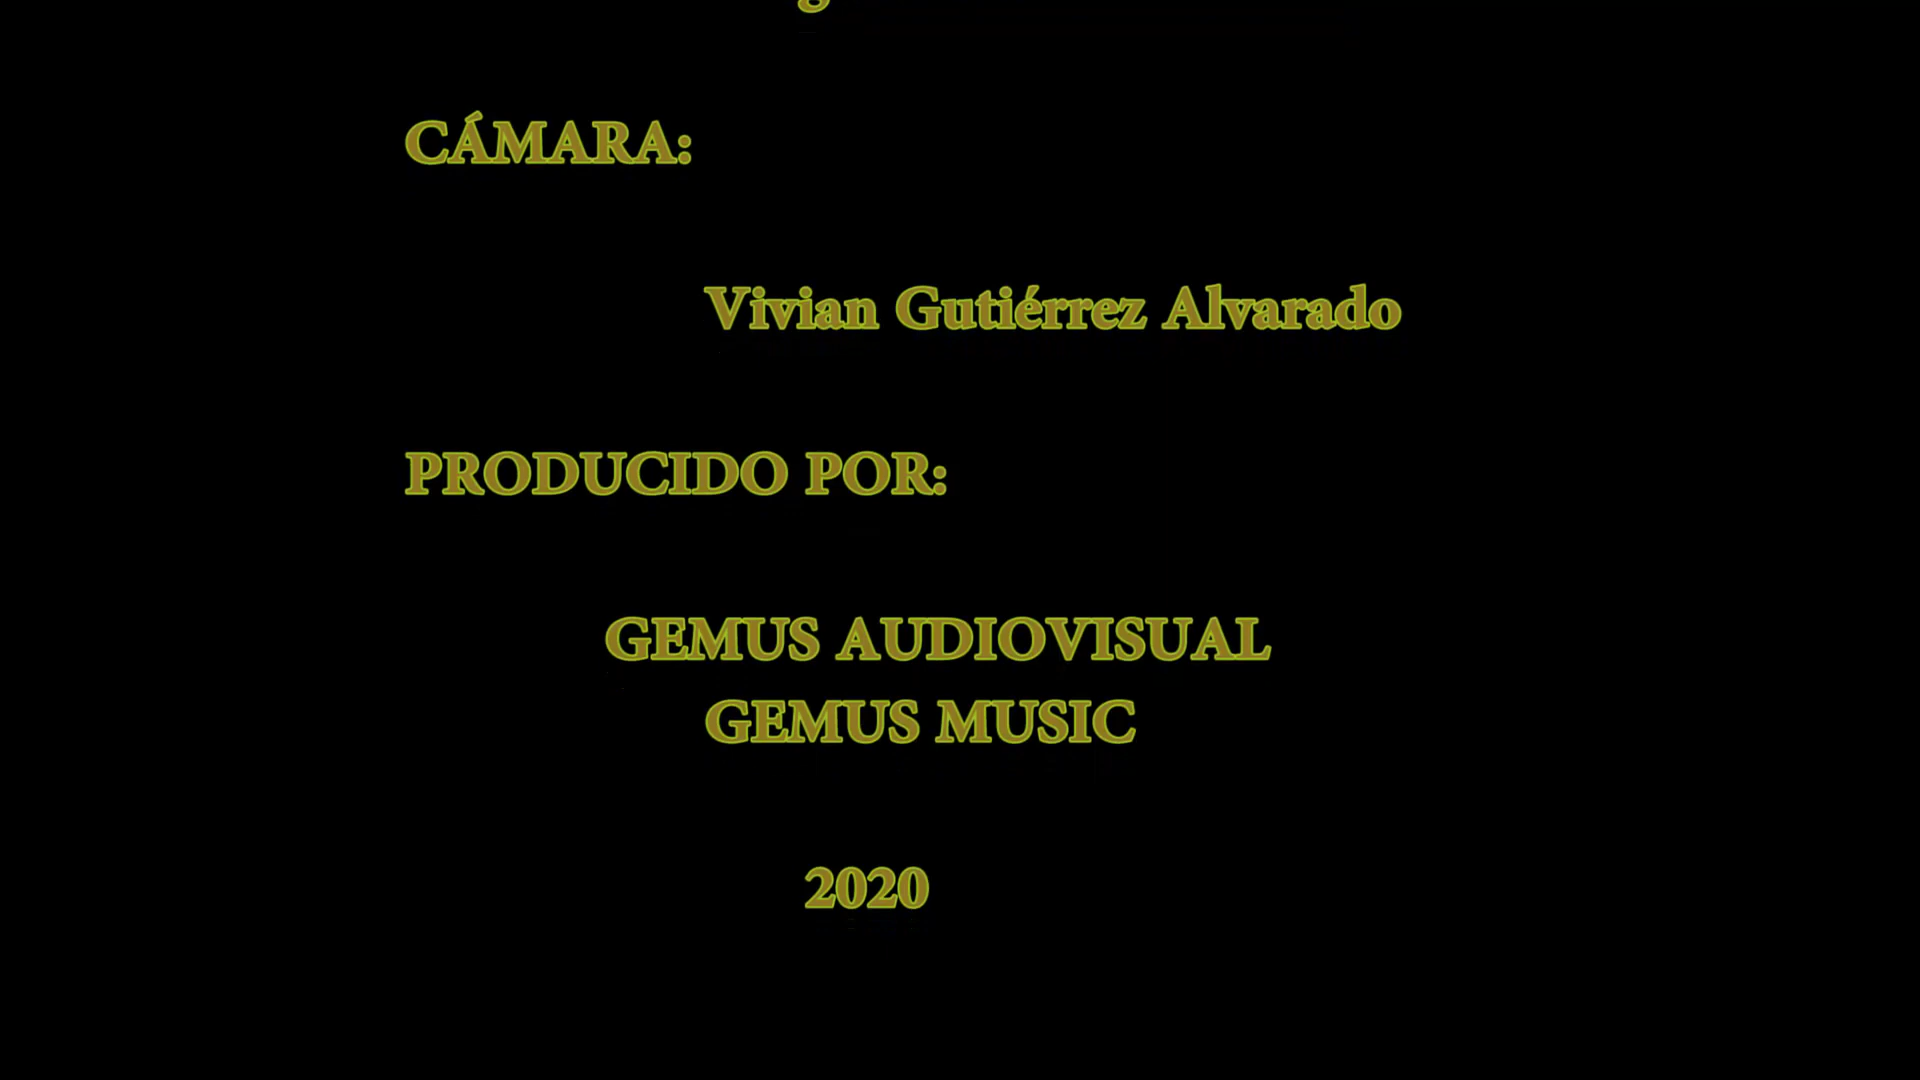 CÁMARA:
Vivian Gutiérrez Alvarado
PRODUCIDO POR:
GEMUS AUDIOVISUAL
GEMUS MUSIC
2020